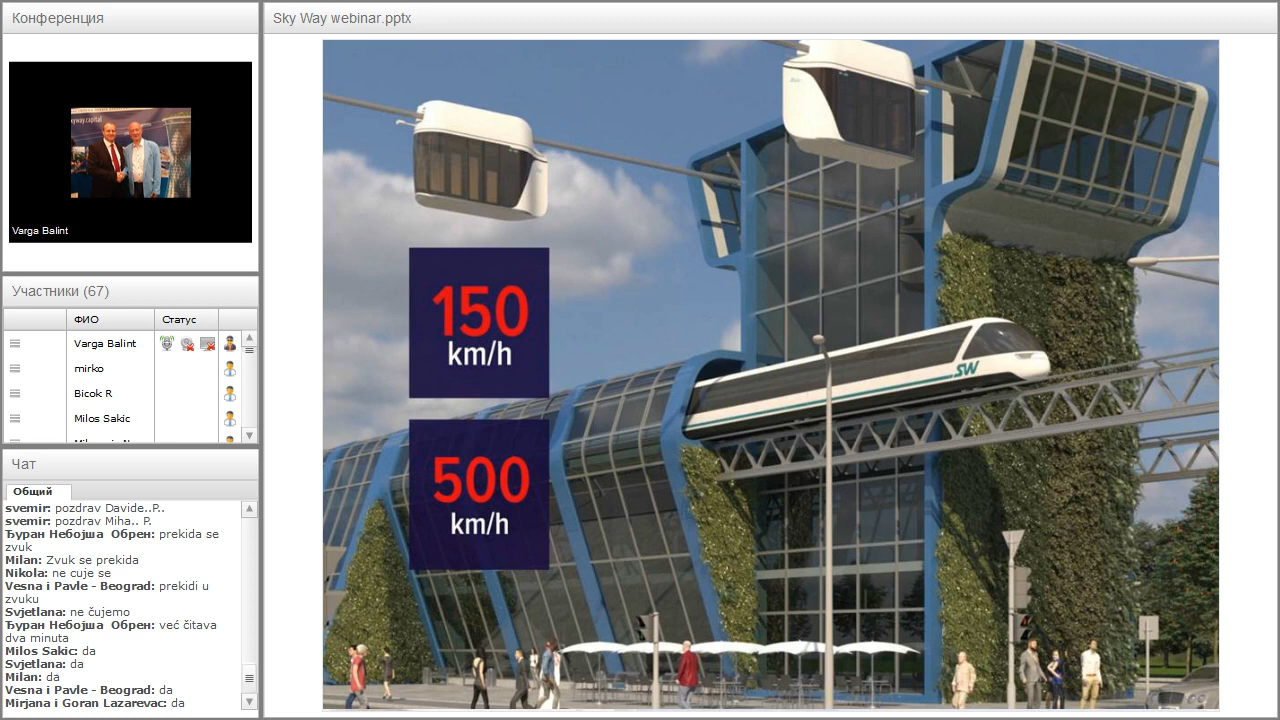 Конференция
Varga Balint
Участники (67)
ФИО Статус
Varga Balint
mirko
Bicok R
Milos Sakic
Чат
Общий
svemir: pozdrav Davide..P..
svemir: pozdrav Miha.. P.
Ђуран Небојша Обрен: prekida se
zvuk
Milan: Zvuk se prekida
Nikola: ne cuje se
Vesna i Pavle - Beograd: prekidi u
zvuku
Svjetlana: ne čujemo
Ђуран Небојша Обрен: već čitava
dva minuta
Milos Sakic: da
Svjetlana: da
Milan: da
Vesna i Pavle - Beograd: da
Mirjana i Goran Lazarevac:
Sky Way webinar.pptx
150
km/h
500
km/h
SW